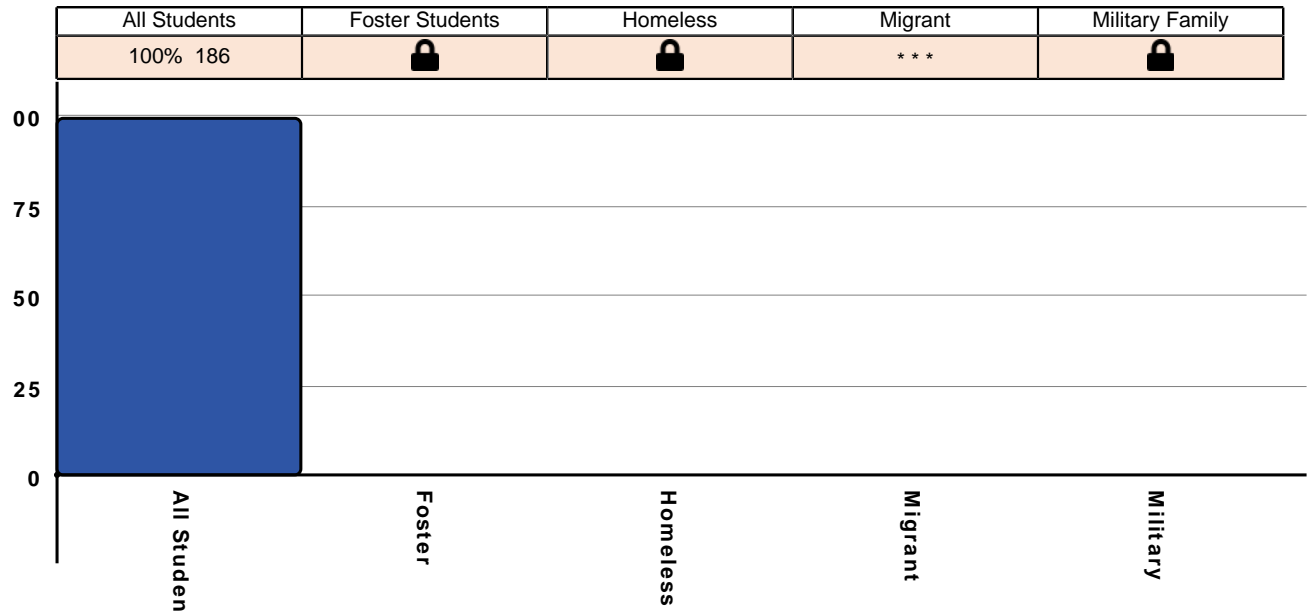 All Students Foster Students Homeless Migrant Military Family
100% 186 * * *
00
75
50
25
0
All Studen
Foster
Homeless
Migrant
Military